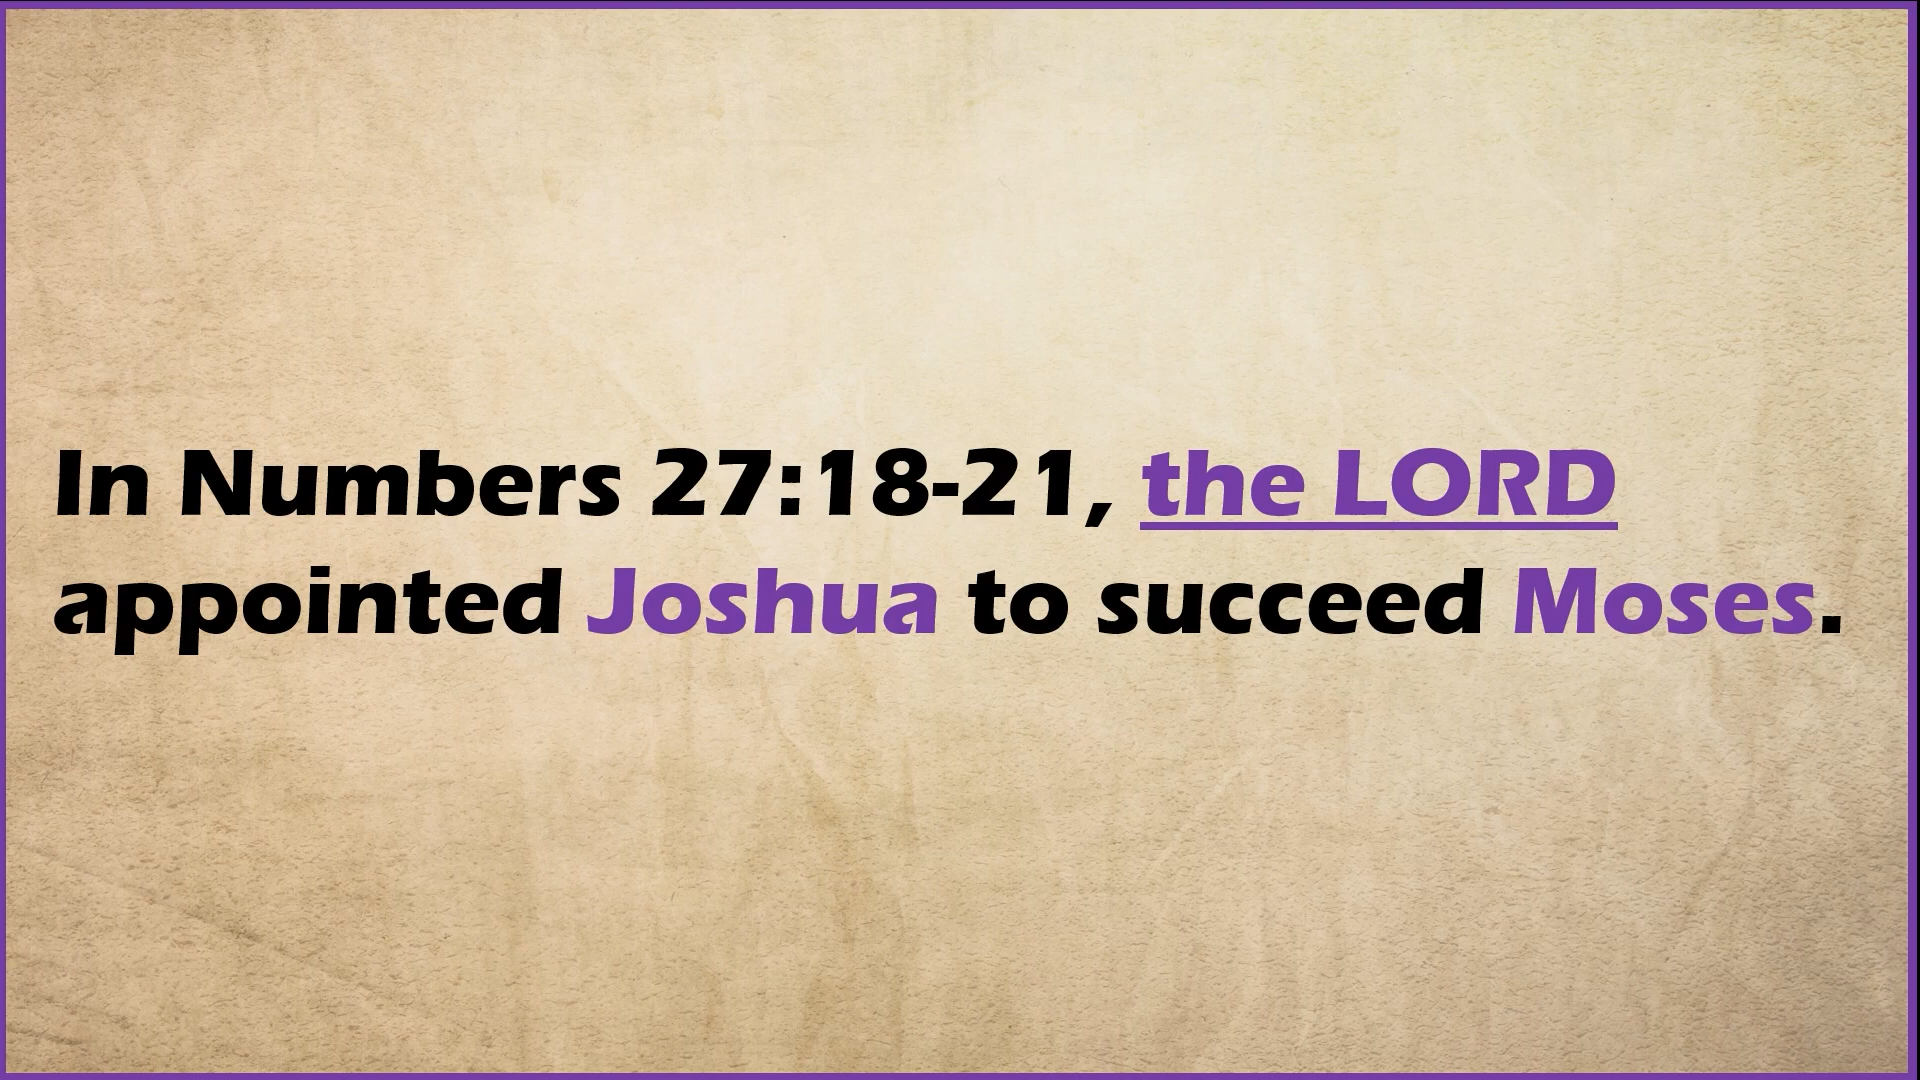 In Numbers 27:18-21, the LORD
appointed Joshua to succeed Moses.